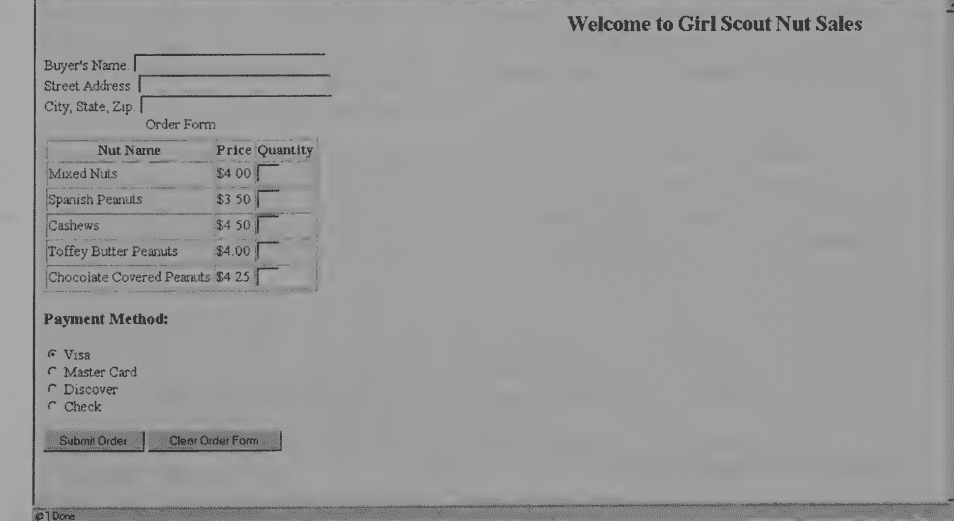 Welcome to Girl Scout Nut Sales
Buyer's Name.
Street Address
City, State, Zip.
Order Form
Nut Name Price Quantity
Mixed Nuts $4 00
Spanish Peanuts $3 50
Cashews $4 50
Toffey Butter Peanuts $4.00
Chocolate Covered Peanuts $4 25
Payment Method:
Visa
Master Card
Discover
Check
Submit Order Clear Order Form
Done